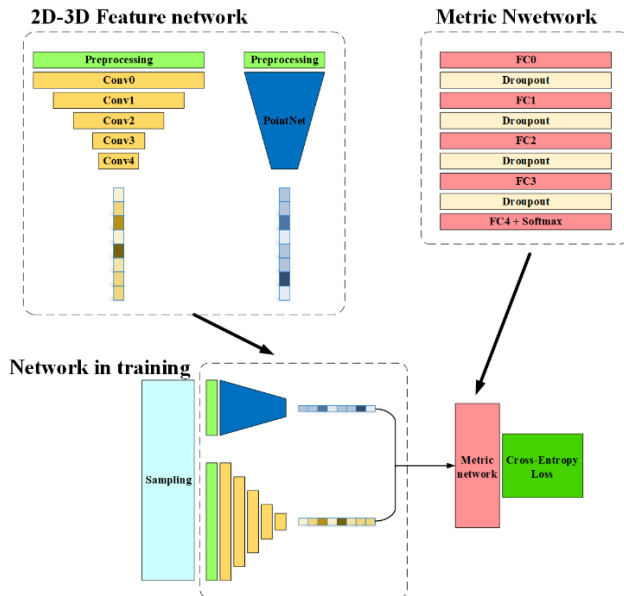 2D-3D Feature network
Preprocessing
Conv0
Conv1
Conv2
Conv3
Conv4
Preprocessing
PointNet
Metric Nwetwork
FC0
Droupout
FC1
Droupout
FC2
Droupout
FC3
Droupout
FC4 + Softmax
Network in training
Sampling
Metric
network
Cross-Entropy
Loss